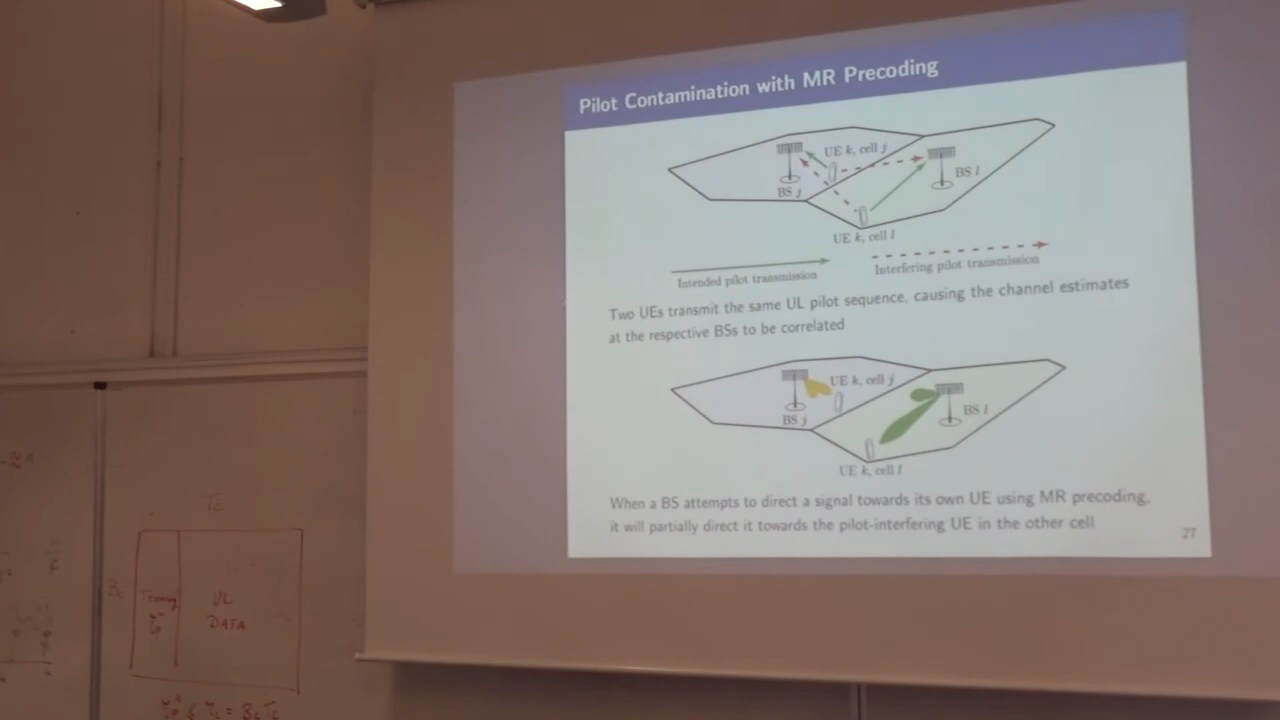 Pilot Contamination with MR Precoding
UE k, cell j
BS j
BS l
UE k, cell l
Intended pilot transmission
Interfering pilot transmission
Two UEs transmit the same UL pilot sequence, causing the channel estimates
at the respective BSs to be correlated
UE k, cell j
BS j
BS l
UE k, cell l
When a BS attempts to direct a signal towards its own UE using MR precoding,
it will partially direct it towards the pilot-interfering UE in the other cell
27
Tc
UL
DATA